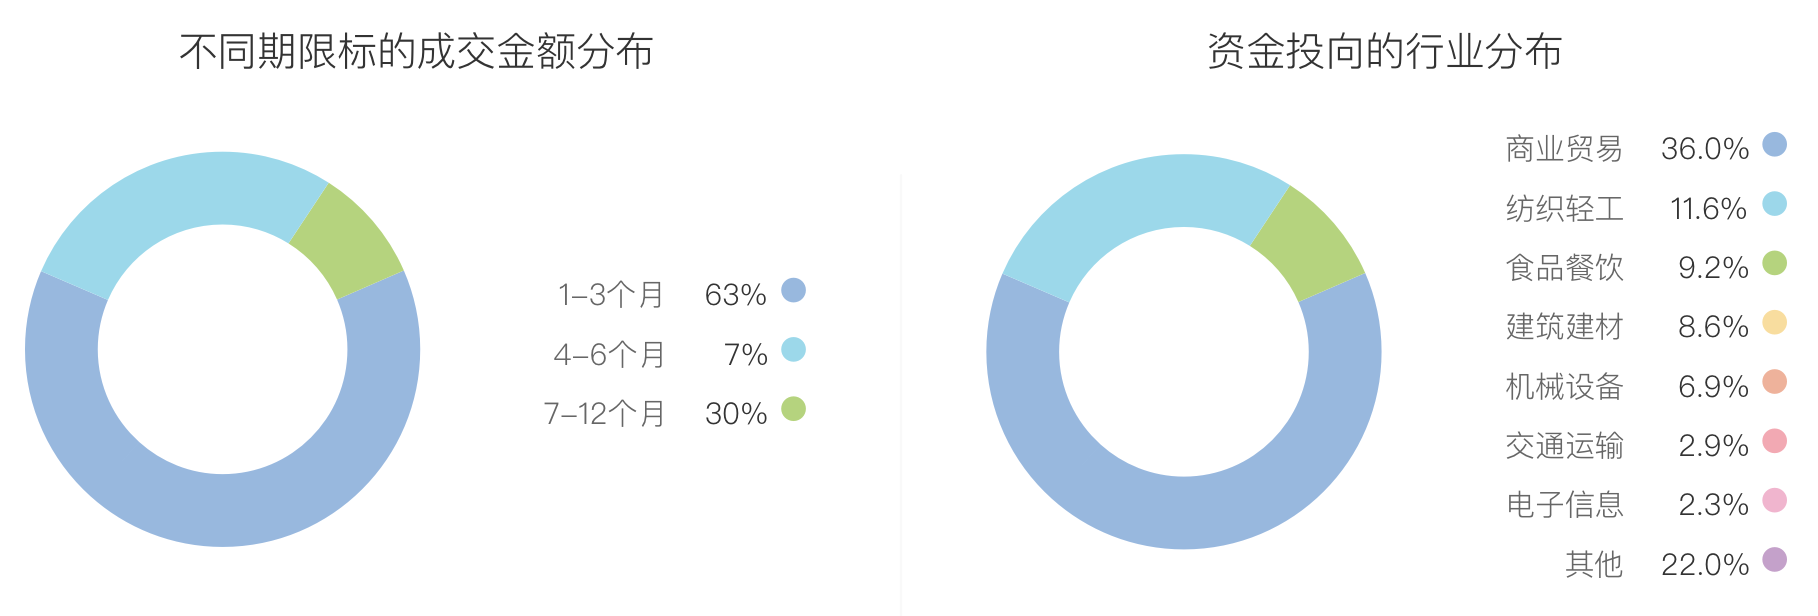 不同期限标的成交金额分布
1–3个月 63%
4–6个月 7%
7–12个月 30%
资金投向的行业分布
商业贸易 36.0%
纺织轻工 11.6%
食品餐饮 9.2%
建筑建材 8.6%
机械设备 6.9%
交通运输 2.9%
电子信息 2.3%
其他 22.0%